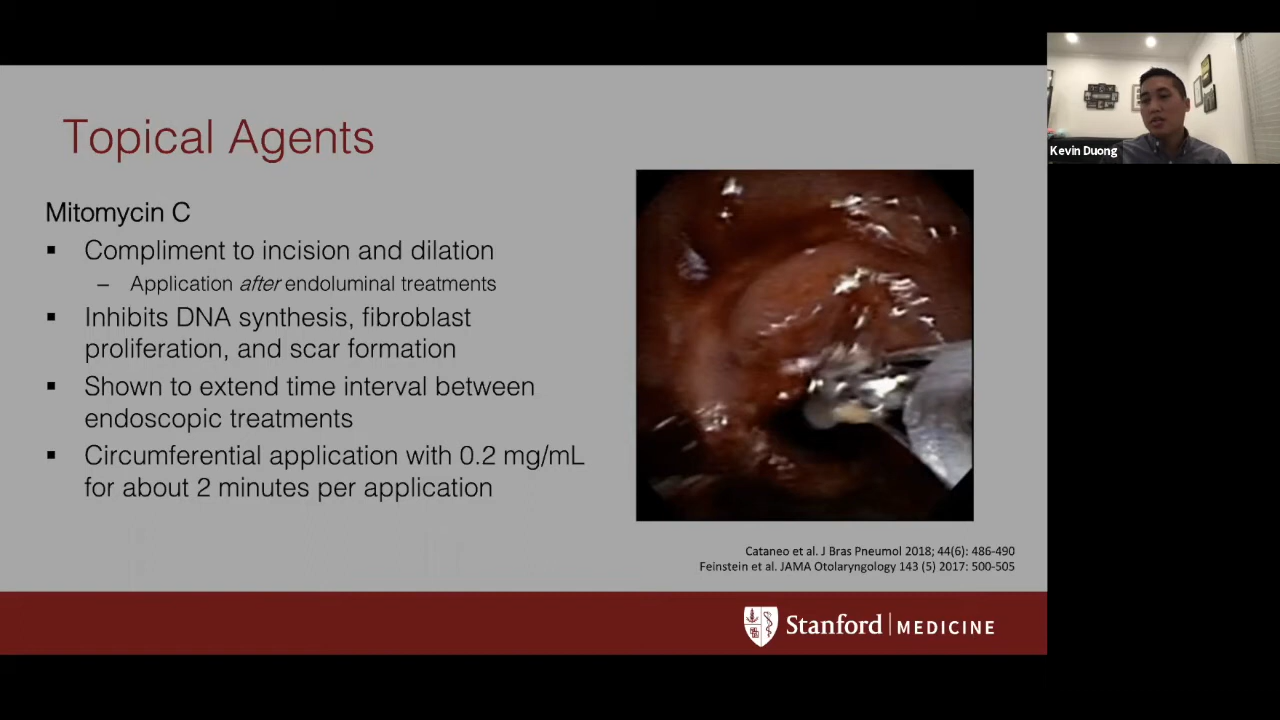 Topical Agents
Mitomycin C
▪ Compliment to incision and dilation
– Application after endoluminal treatments
▪ Inhibits DNA synthesis, fibroblast
proliferation, and scar formation
▪ Shown to extend time interval between
endoscopic treatments
▪ Circumferential application with 0.2 mg/mL
for about 2 minutes per application
Cataneo et al. J Bras Pneumol 2018; 44(6): 486-490
Feinstein et al. JAMA Otolaryngology 143 (5) 2017: 500-505
Stanford | MEDICINE
Kevin Duong